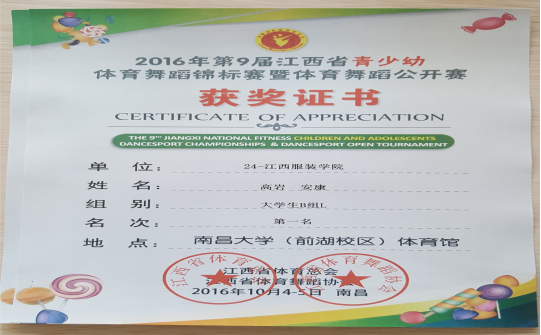 2016年第9届江西省青少幼
体育舞蹈锦标赛暨体育舞蹈公开赛
获奖证书
CERTIFICATE OF APPRECIATION
THE 9TH JIANGXI NATIONAL FITNESS CHILDREN AND ADOLESCENTS
DANCESPORT CHAMPIONSHIPS & DANCESPORT OPEN TOURNAMENT
单位: 24-江西服装学院
姓名: 高岩 安康
组别: 大学生B组L
名次: 第一名
地点: 南昌大学(前湖校区)体育馆
江西省体育总会
江西省体育舞蹈协会
2016年10月4-5日 南昌